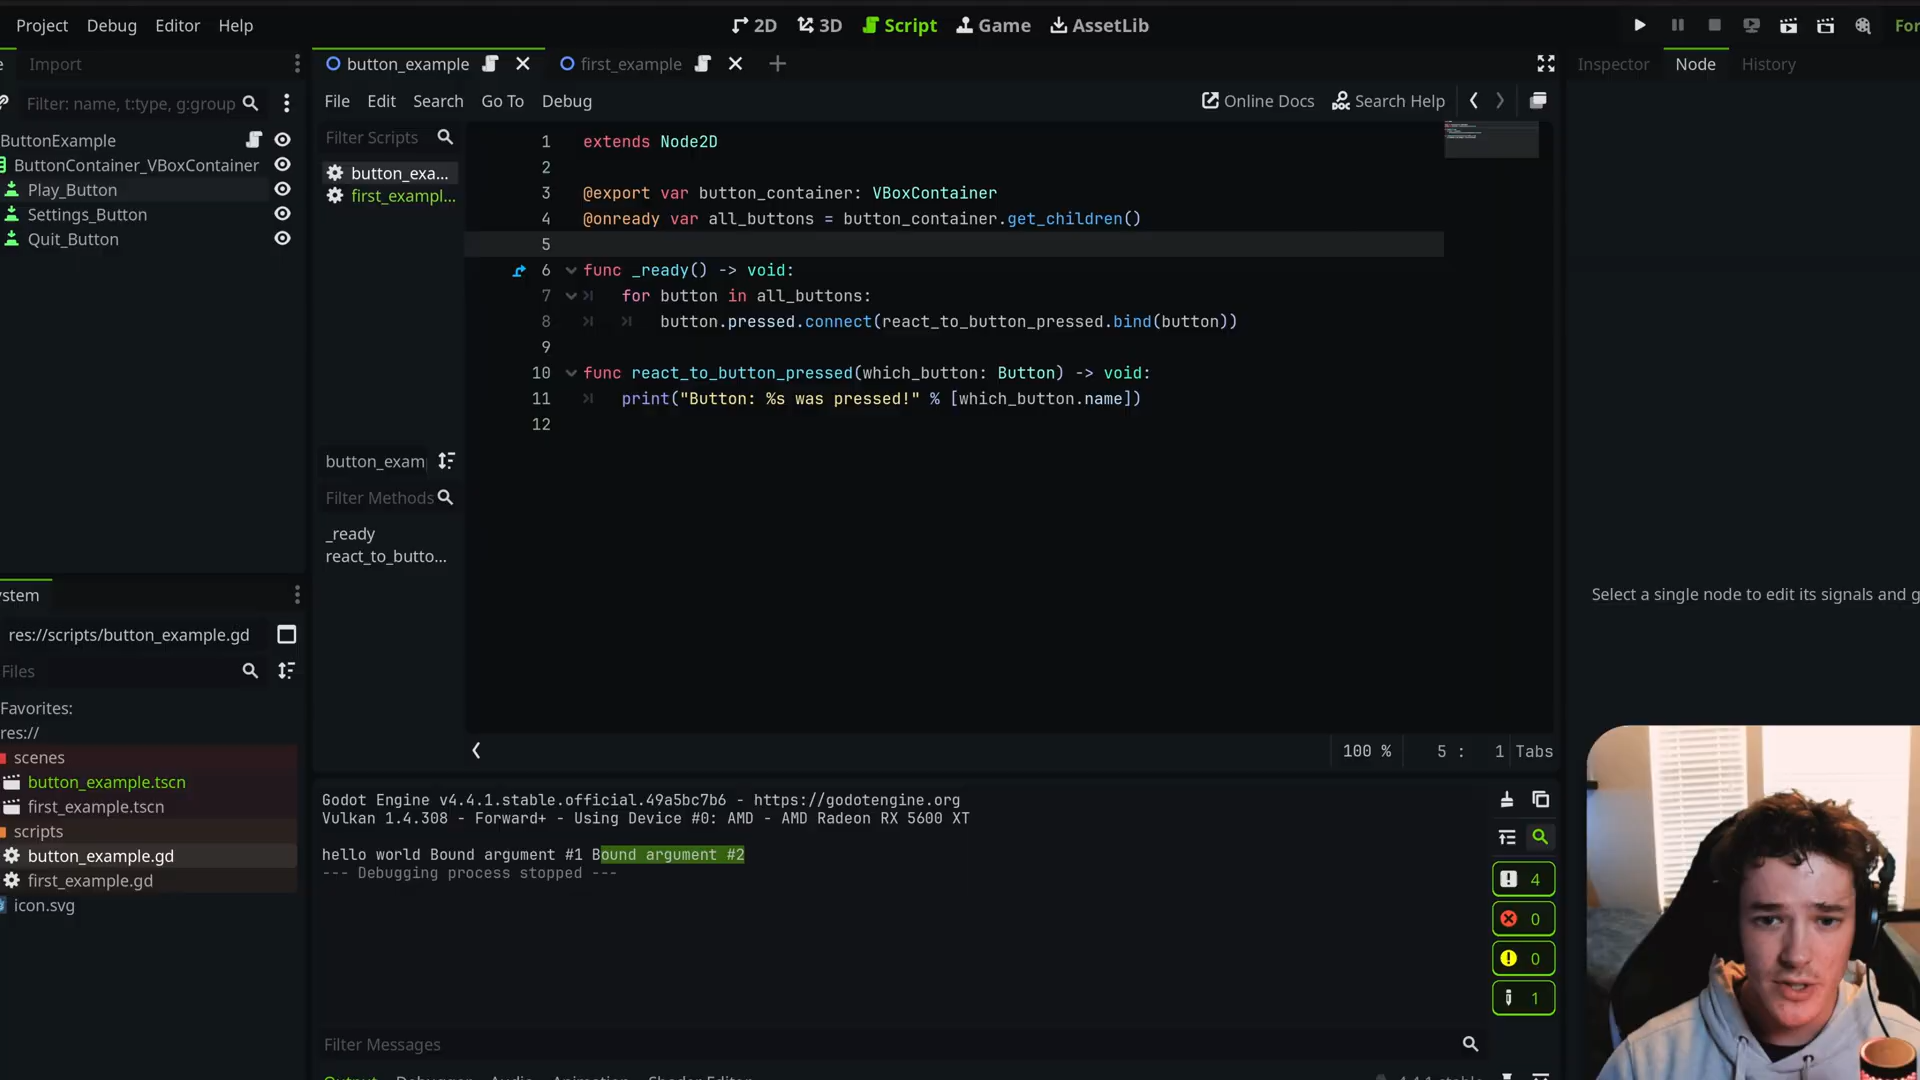 Project Debug Editor Help
2D 3D Script Game AssetLib
Import
Filter: name, t:type, g:group
ButtonExample
ButtonContainer_VBoxContainer
Play_Button
Settings_Button
Quit_Button
res://scripts/button_example.gd
Files
Favorites:
res://
scenes
button_example.tscn
first_example.tscn
scripts
button_example.gd
first_example.gd
icon.svg
button_example first_example
File Edit Search Go To Debug
Online Docs Search Help
Filter Scripts
button_exa...
first_exampl...
button_exam
Filter Methods
_ready
react_to_butto...
1 extends Node2D
2
3 @export var button_container: VBoxContainer
4 @onready var all_buttons = button_container.get_children()
5
6 func _ready() -> void:
7 for button in all_buttons:
8 button.pressed.connect(react_to_button_pressed.bind(button))
9
10 func react_to_button_pressed(which_button: Button) -> void:
11 print("Button: %s was pressed!" % [which_button.name])
12
100 % 5 : 1 Tabs
Godot Engine v4.4.1.stable.official.49a5bc7b6 - https://godotengine.org
Vulkan 1.4.308 - Forward+ - Using Device #0: AMD - AMD Radeon RX 5600 XT
hello world Bound argument #1 Bound argument #2
--- Debugging process stopped ---
4
0
0
1
Filter Messages
Inspector Node History
Select a single node to edit its signals and g